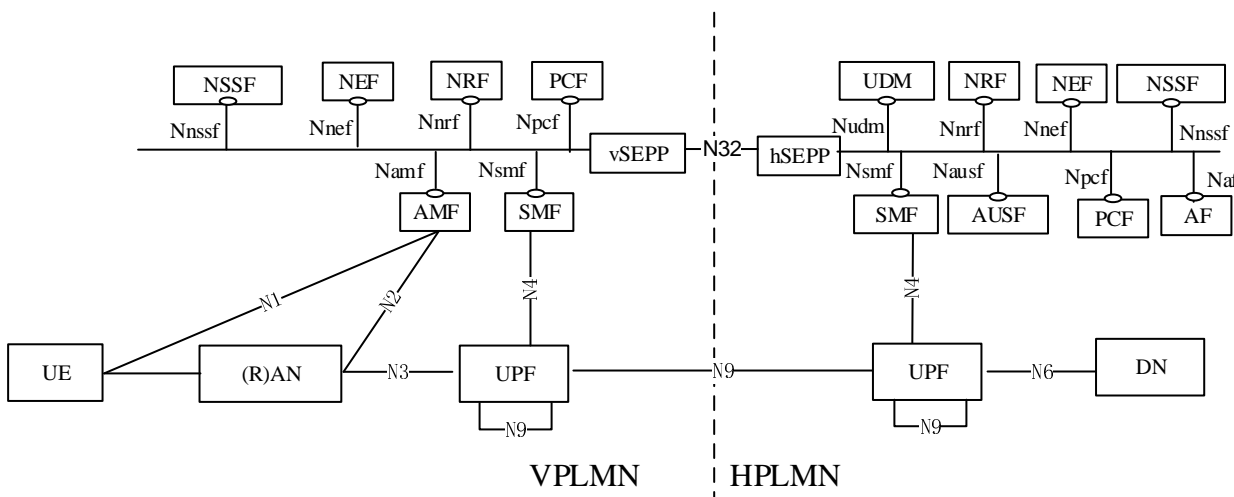 NSSF NEF NRF PCF UDM NRF NEF NSSF
Nnssf Nnef Nnrf Npcf Nudm Nnrf Nnef Nnssf
vSEPP N32 hSEPP
Namf Nsmf Nsmf Nausf Npcf Naf
AMF SMF SMF AUSF PCF AF
N1 N2 N4 N4
UE (R)AN N3 UPF N9 UPF N6 DN
N9 N9
VPLMN HPLMN